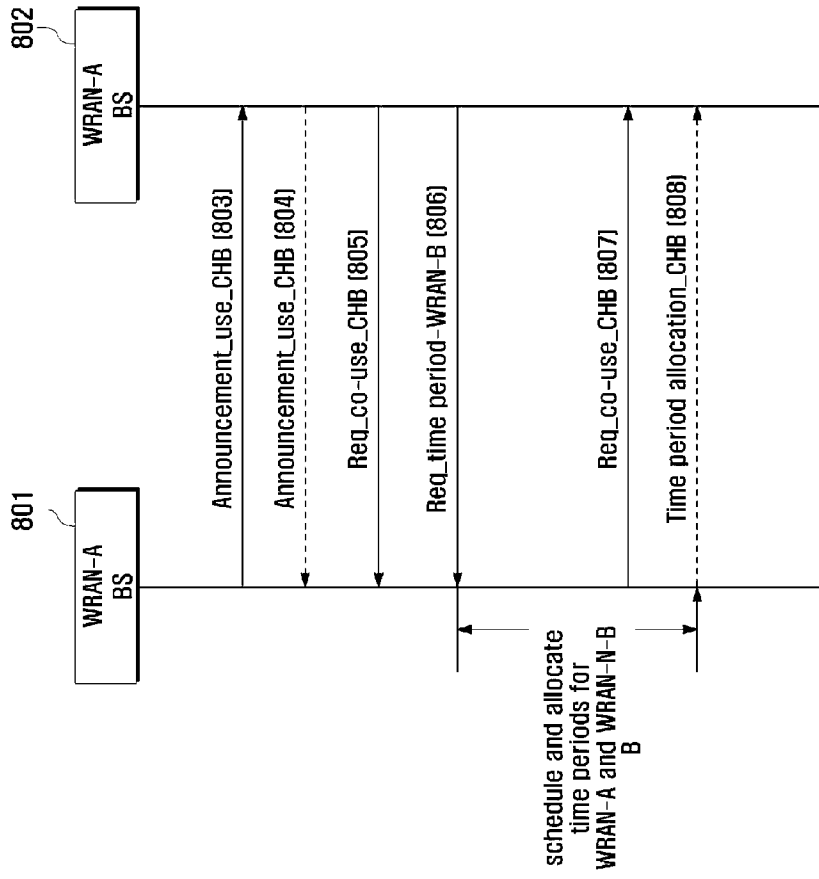 801
WRAN-A
BS
802
WRAN-A
BS
Announcement_use_CHB (803)
Announcement_use_CHB (804)
Req_co-use_CHB (805)
Req_time period-WRAN-B (806)
schedule and allocate
time periods for
WRAN-A and WRAN-N-B
B
Req_co-use_CHB (807)
Time period allocation_CHB (808)